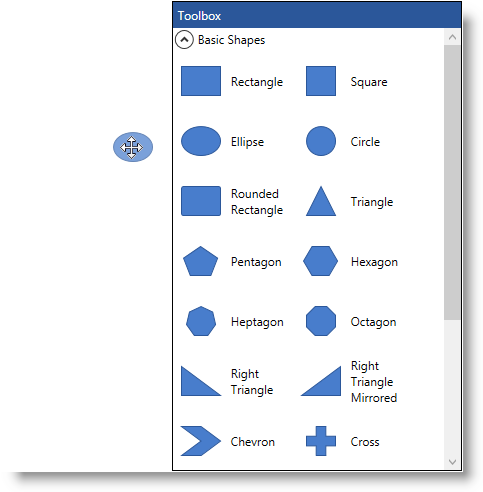 Toolbox
Basic Shapes
Rectangle
Square
Ellipse
Circle
Rounded
Rectangle
Triangle
Pentagon
Hexagon
Heptagon
Octagon
Right
Triangle
Right
Triangle
Mirrored
Chevron
Cross